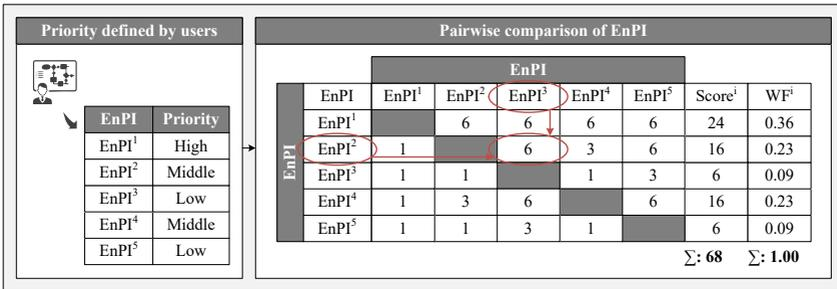 Priority defined by users
EnPI Priority
EnPI¹ High
EnPI² Middle
EnPI³ Low
EnPI⁴ Middle
EnPI⁵ Low
Pairwise comparison of EnPI
EnPI
EnPI
EnPI EnPI¹ EnPI² EnPI³ EnPI⁴ EnPI⁵ Scoreⁱ WFⁱ
EnPI¹ 6 6 6 6 24 0.36
EnPI² 1 6 3 6 16 0.23
EnPI³ 1 1 1 3 6 0.09
EnPI⁴ 1 3 6 6 16 0.23
EnPI⁵ 1 1 3 1 6 0.09
∑: 68 ∑: 1.00